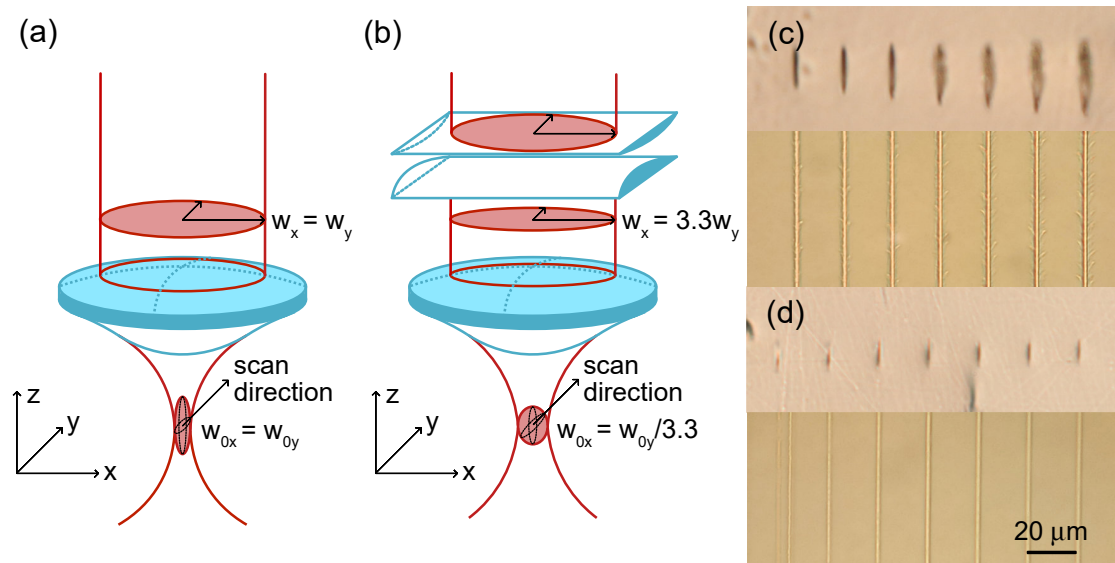 (a)
w_x = w_y
scan
direction
z
y
w_0x = w_0y
x
(b)
w_x = 3.3w_y
scan
direction
z
y
w_0x = w_0y/3.3
x
(c)
(d)
20 μm